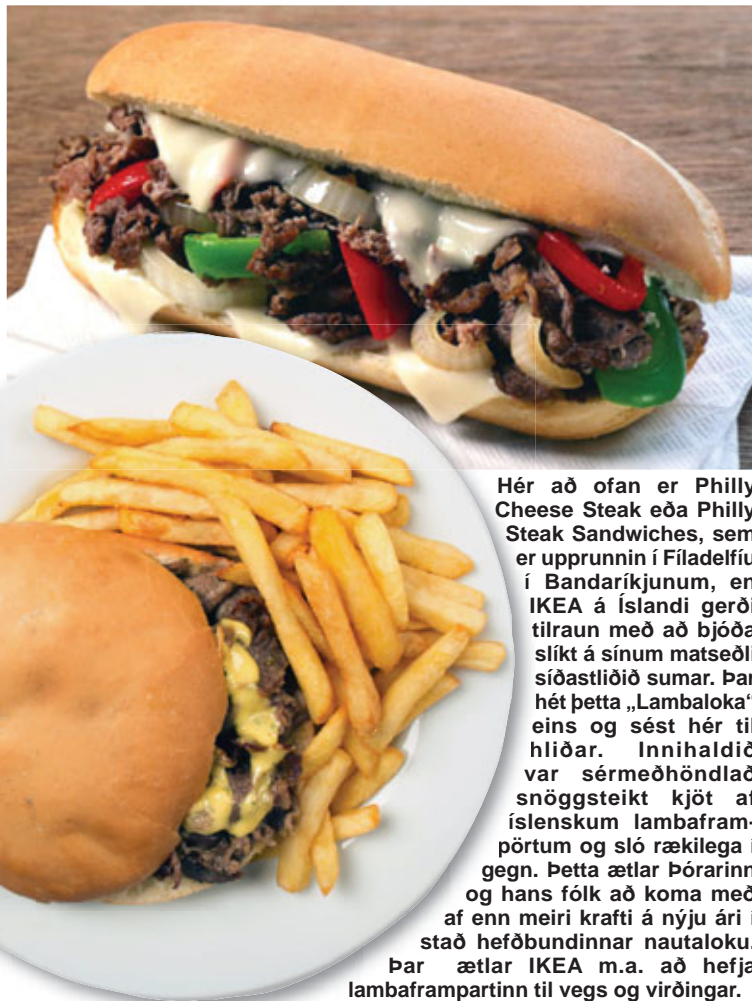 Hér að ofan er Philly
Cheese Steak eða Philly
Steak Sandwiches, sem
er upprunnin í Fíladelfíu
í Bandaríkjunum, en
IKEA á Íslandi gerði
tilraun með að bjóða
slíkt á sínum matseðli
síðastliðið sumar. Þar
hét þetta „Lambaloka“
eins og sést hér til
hliðar. Innihaldið
var sérmeðhöndlað
snöggsteikt kjöt af
íslenskum lambafram-
pörtum og sló rækilega í
gegn. Þetta ætlar Þórarinn
og hans fólk að koma með
af enn meiri krafti á nýju ári í
stað hefðbundinnar nautaloku.
Þar ætlar IKEA m.a. að hefja
lambaframpartinn til vegs og virðingar.